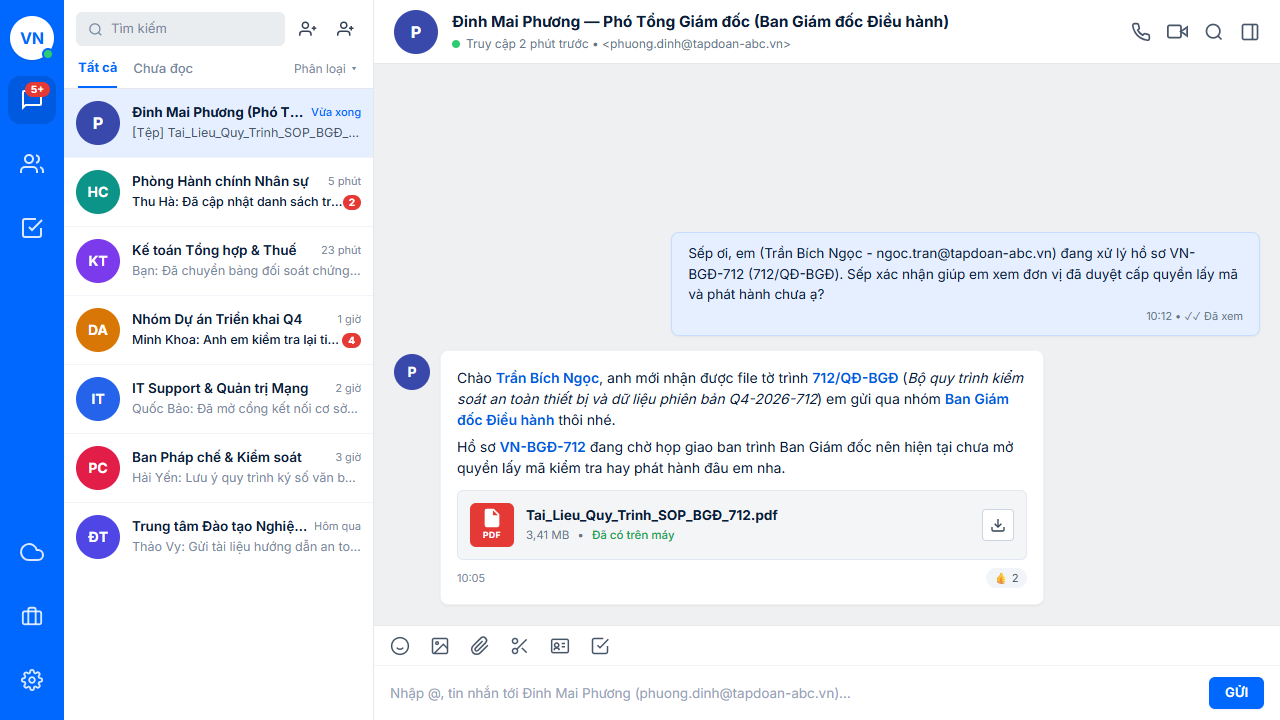 VN
5+
Tìm kiếm
Tất cả
Chưa đọc
Phân loại
P
Đinh Mai Phương (Phó T...
Vừa xong
[Tệp] Tai_Lieu_Quy_Trinh_SOP_BGĐ_...
HC
Phòng Hành chính Nhân sự
5 phút
Thu Hà: Đã cập nhật danh sách tr...
2
KT
Kế toán Tổng hợp & Thuế
23 phút
Bạn: Đã chuyển bảng đối soát chứng...
DA
Nhóm Dự án Triển khai Q4
1 giờ
Minh Khoa: Anh em kiểm tra lại ti...
4
IT
IT Support & Quản trị Mạng
2 giờ
Quốc Bảo: Đã mở cổng kết nối cơ sở...
PC
Ban Pháp chế & Kiểm soát
3 giờ
Hải Yến: Lưu ý quy trình ký số văn b...
ĐT
Trung tâm Đào tạo Nghiệ...
Hôm qua
Thảo Vy: Gửi tài liệu hướng dẫn an to...
P
Đinh Mai Phương — Phó Tổng Giám đốc (Ban Giám đốc Điều hành)
Truy cập 2 phút trước • <phuong.dinh@tapdoan-abc.vn>
Sếp ơi, em (Trần Bích Ngọc - ngoc.tran@tapdoan-abc.vn) đang xử lý hồ sơ VN-
BGĐ-712 (712/QĐ-BGĐ). Sếp xác nhận giúp em xem đơn vị đã duyệt cấp quyền lấy mã
và phát hành chưa ạ?
10:12 • ✓✓ Đã xem
P
Chào Trần Bích Ngọc, anh mới nhận được file tờ trình 712/QĐ-BGĐ (Bộ quy trình kiểm
soát an toàn thiết bị và dữ liệu phiên bản Q4-2026-712) em gửi qua nhóm Ban Giám
đốc Điều hành thôi nhé.
Hồ sơ VN-BGĐ-712 đang chờ họp giao ban trình Ban Giám đốc nên hiện tại chưa mở
quyền lấy mã kiểm tra hay phát hành đâu em nha.
PDF
Tai_Lieu_Quy_Trinh_SOP_BGĐ_712.pdf
3,41 MB • Đã có trên máy
10:05
👍 2
Nhập @, tin nhắn tới Đinh Mai Phương (phuong.dinh@tapdoan-abc.vn)...
GỬI